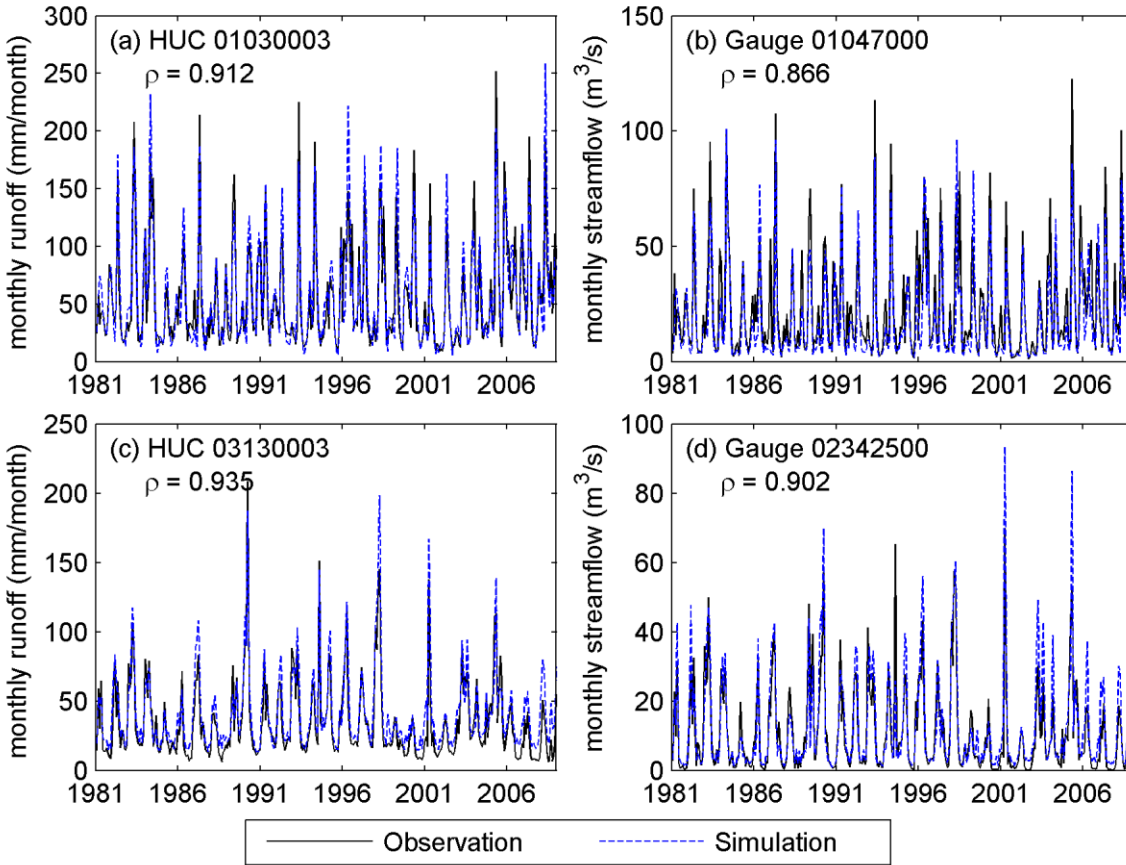 (a) HUC 01030003
ρ = 0.912
monthly runoff (mm/month)
300
250
200
150
100
50
0
1981 1986 1991 1996 2001 2006
(b) Gauge 01047000
ρ = 0.866
monthly streamflow (m³/s)
150
100
50
0
1981 1986 1991 1996 2001 2006
(c) HUC 03130003
ρ = 0.935
monthly runoff (mm/month)
250
200
150
100
50
0
1981 1986 1991 1996 2001 2006
(d) Gauge 02342500
ρ = 0.902
monthly streamflow (m³/s)
100
80
60
40
20
0
1981 1986 1991 1996 2001 2006
Observation Simulation